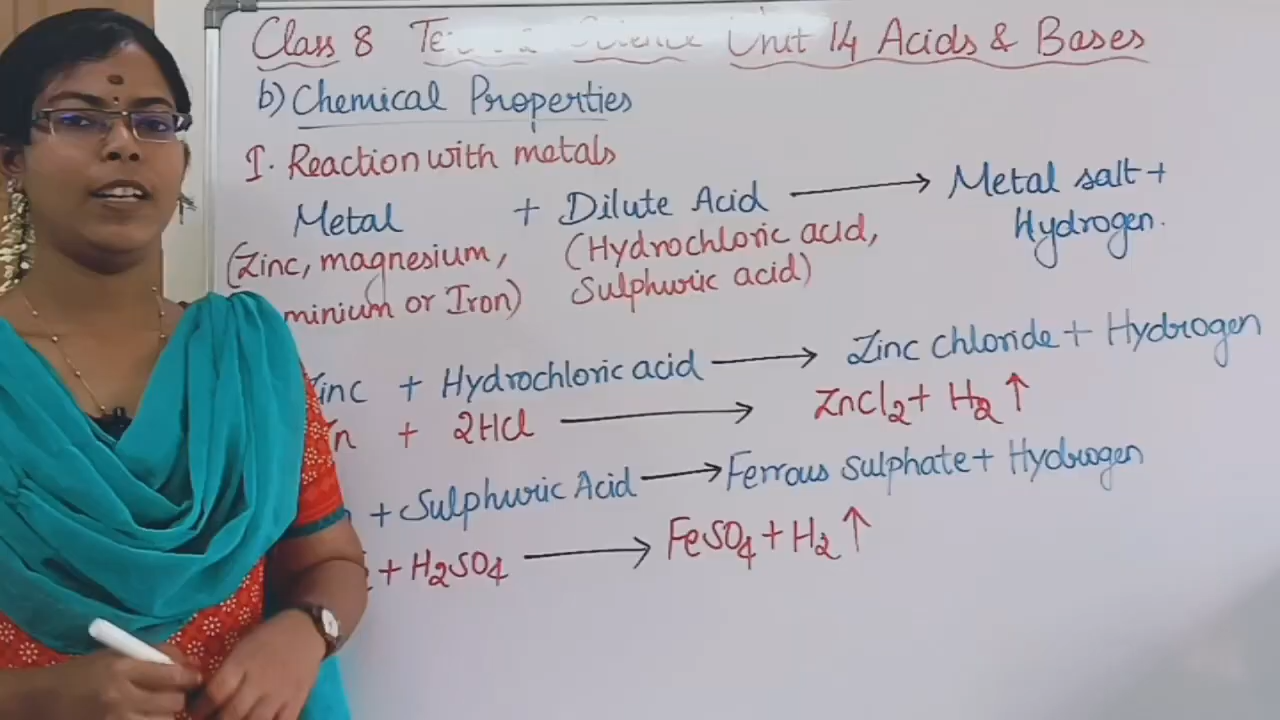 Class 8 Unit 14 Acids & Bases
b) Chemical Properties
I. Reaction with metals
Metal + Dilute Acid ⟶ Metal salt +
Hydrogen.
(Zinc, magnesium, (Hydrochloric acid,
minium or Iron) Sulphuric acid)
inc + Hydrochloric acid ⟶ Zinc chloride + Hydrogen
n + 2HCl ⟶ ZnCl₂ + H₂ ↑
+ Sulphuric Acid ⟶ Ferrous sulphate + Hydrogen
+ H₂SO₄ ⟶ FeSO₄ + H₂ ↑